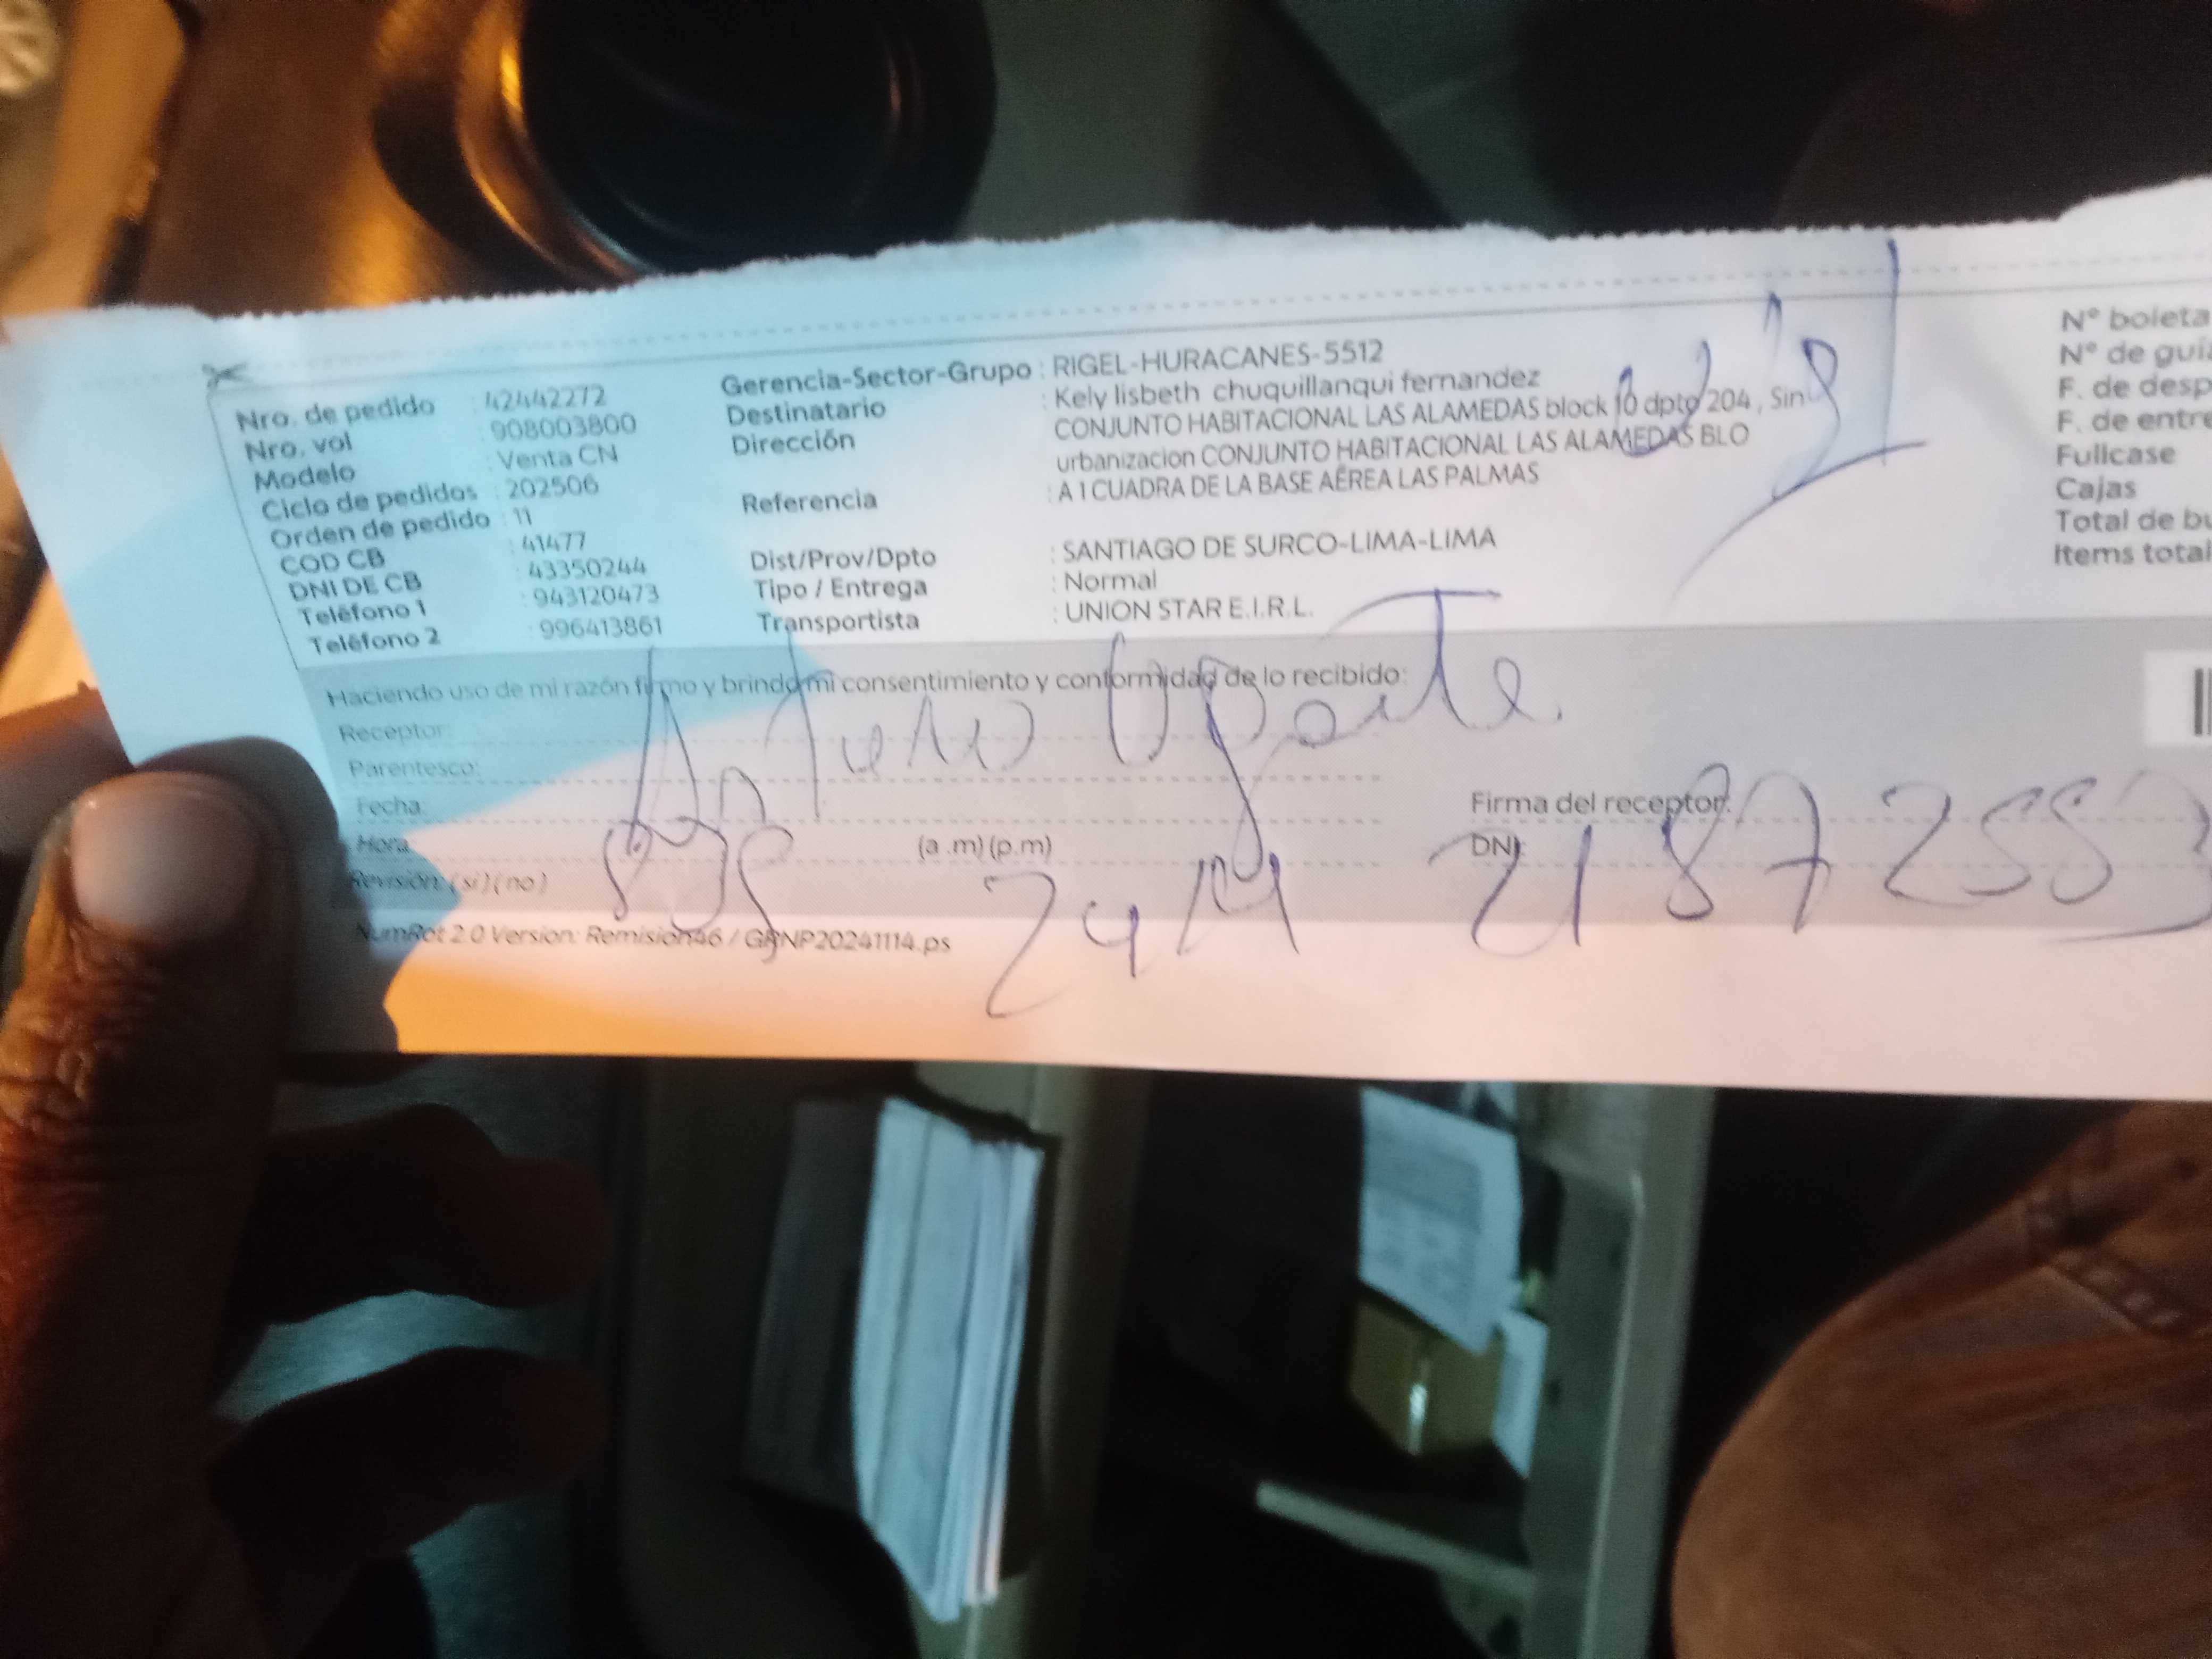 Nro. de pedido : 42442272
Nro. vol : 908003800
Modelo : Venta CN
Ciclo de pedidos : 202506
Orden de pedido : 11
COD CB : 41477
DNI DE CB : 43350244
Teléfono 1 : 943120473
Teléfono 2 : 996413861
Gerencia-Sector-Grupo : RIGEL-HURACANES-5512
Destinatario : Kely lisbeth chuquillanqui fernandez
Dirección : CONJUNTO HABITACIONAL LAS ALAMEDAS block 10 dpto 204 , Sin
urbanizacion CONJUNTO HABITACIONAL LAS ALAMEDAS BLO
Referencia : A 1 CUADRA DE LA BASE AÉREA LAS PALMAS
Dist/Prov/Dpto : SANTIAGO DE SURCO-LIMA-LIMA
Tipo / Entrega : Normal
Transportista : UNION STAR E.I.R.L.
N° boleta
N° de guía
F. de desp
F. de entre
Fullcase
Cajas
Total de bu
Items total
Haciendo uso de mi razón firmo y brindo mi consentimiento y conformidad de lo recibido:
Receptor:
Parentesco:
Fecha:
Hora: (a .m) (p.m)
Revisión: ( si ) ( no )
Firma del receptor:
DNI: 21872553
NumRot 2.0 Version: Remision46 / GRNP20241114.ps